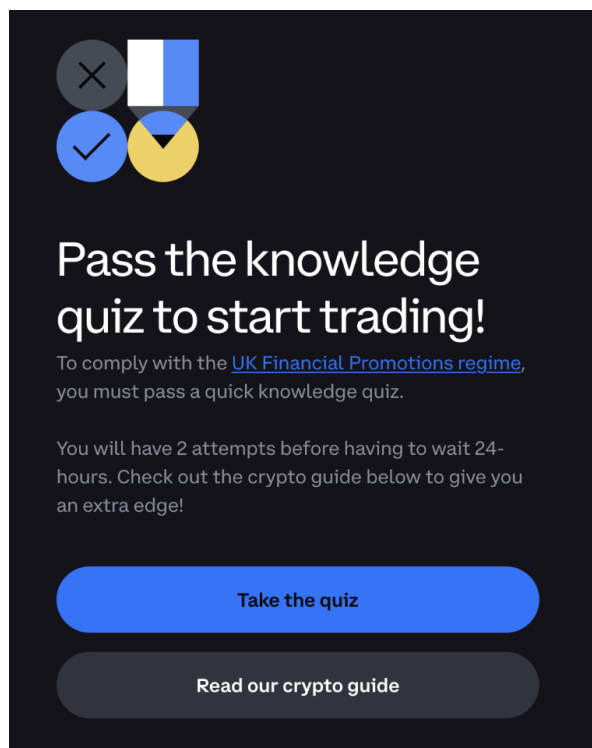 Pass the knowledge
quiz to start trading!
To comply with the UK Financial Promotions regime,
you must pass a quick knowledge quiz.
You will have 2 attempts before having to wait 24-
hours. Check out the crypto guide below to give you
an extra edge!
Take the quiz
Read our crypto guide